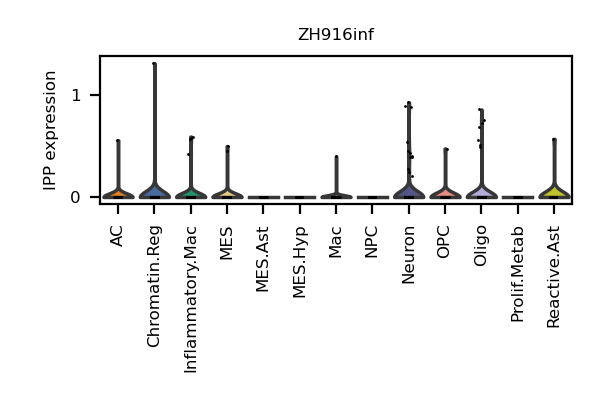 ZH916inf
IPP expression
1
0
AC
Chromatin.Reg
Inflammatory.Mac
MES
MES.Ast
MES.Hyp
Mac
NPC
Neuron
OPC
Oligo
Prolif.Metab
Reactive.Ast